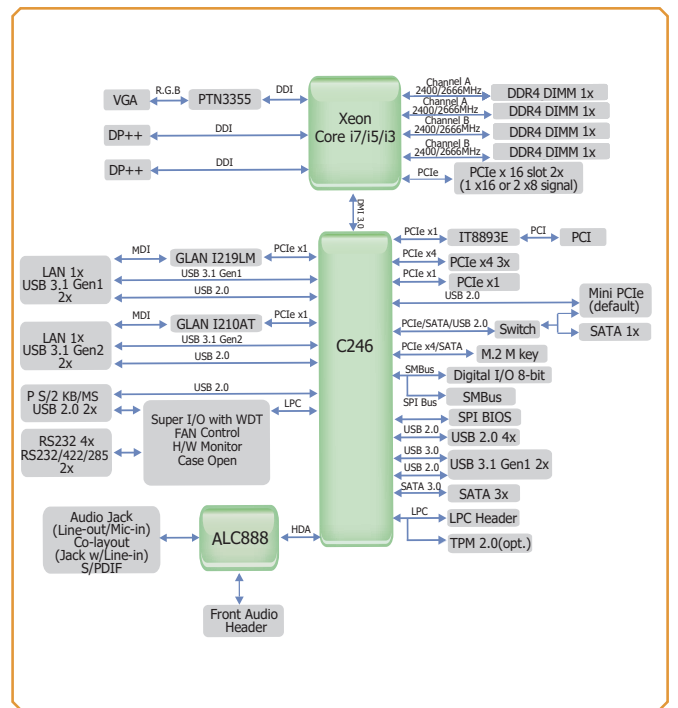 VGA
R.G.B
PTN3355
DDI
DP++
DDI
DP++
DDI
Xeon
Core i7/i5/i3
Channel A
2400/2666MHz
DDR4 DIMM 1x
Channel A
2400/2666MHz
DDR4 DIMM 1x
Channel B
2400/2666MHz
DDR4 DIMM 1x
Channel B
2400/2666MHz
DDR4 DIMM 1x
PCIe
PCIe x 16 slot 2x
(1 x16 or 2 x8 signal)
DMI 3.0
C246
LAN 1x
USB 3.1 Gen1
2x
MDI
GLAN I219LM
PCIe x1
USB 3.1 Gen1
USB 2.0
LAN 1x
USB 3.1 Gen2
2x
MDI
GLAN I210AT
PCIe x1
USB 3.1 Gen2
USB 2.0
P S/2 KB/MS
USB 2.0 2x
USB 2.0
RS232 4x
RS232/422/285
2x
Super I/O with WDT
FAN Control
H/W Monitor
Case Open
LPC
Audio Jack
(Line-out/Mic-in)
Co-layout
(Jack w/Line-in)
S/PDIF
ALC888
HDA
Front Audio
Header
PCIe x1
IT8893E
PCI
PCI
PCIe x4
PCIe x4 3x
PCIe x1
PCIe x1
USB 2.0
Mini PCIe
(default)
PCIe/SATA/USB 2.0
Switch
SATA 1x
PCIe x4/SATA
M.2 M key
SMBus
Digital I/O 8-bit
SMBus
SPI Bus
SPI BIOS
USB 2.0
USB 2.0 4x
USB 3.0
USB 3.1 Gen1 2x
USB 2.0
SATA 3.0
SATA 3x
LPC
LPC Header
TPM 2.0(opt.)